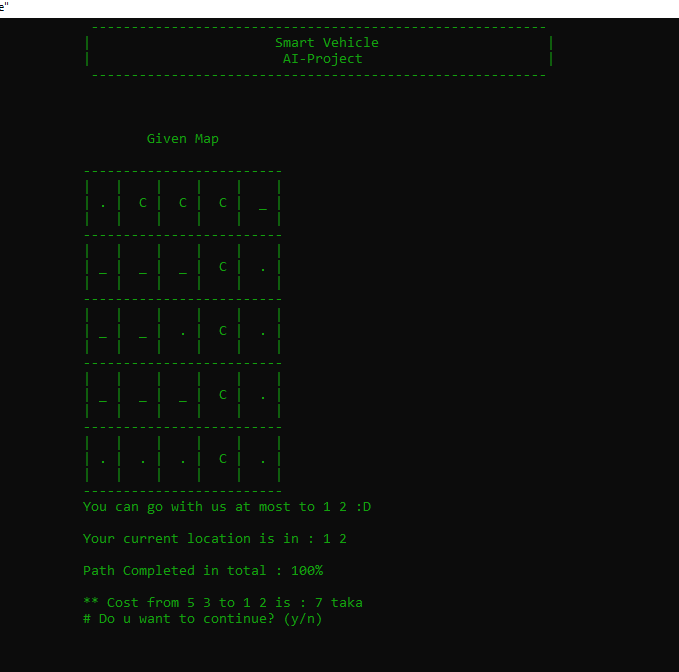 e"
Smart Vehicle
AI-Project
Given Map
. C C C _
_ _ _ C .
_ _ . C .
_ _ _ C .
. . . C .
You can go with us at most to 1 2 :D
Your current location is in : 1 2
Path Completed in total : 100%
** Cost from 5 3 to 1 2 is : 7 taka
# Do u want to continue? (y/n)